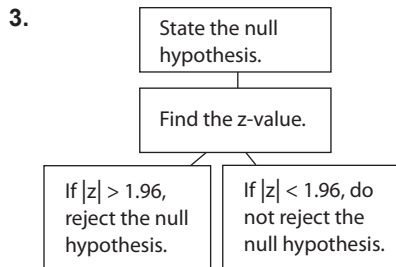 3.
State the null
hypothesis.
Find the z-value.
If |z| > 1.96,
reject the null
hypothesis.
If |z| < 1.96, do
not reject the
null hypothesis.